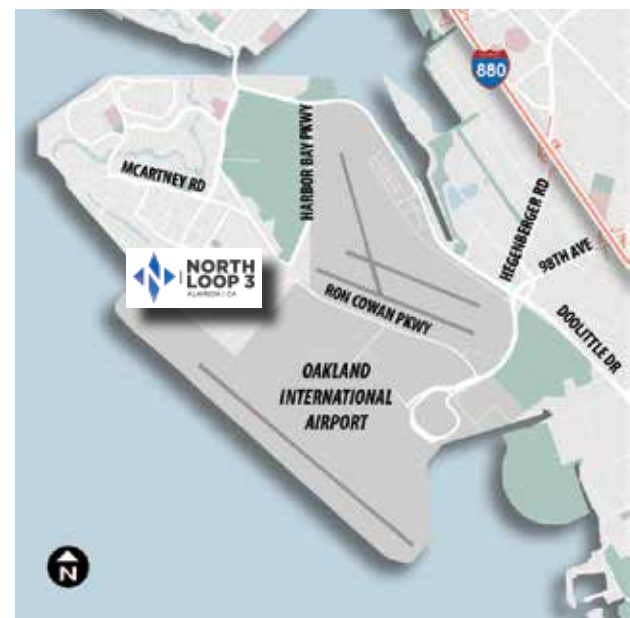 880
MCARTNEY RD
HARBOR BAY PKWY
HEGENBERGER RD
98TH AVE
NORTH
LOOP 3
ALAMEDA | CA
RON COWAN PKWY
DOOLITTLE DR
OAKLAND
INTERNATIONAL
AIRPORT
N